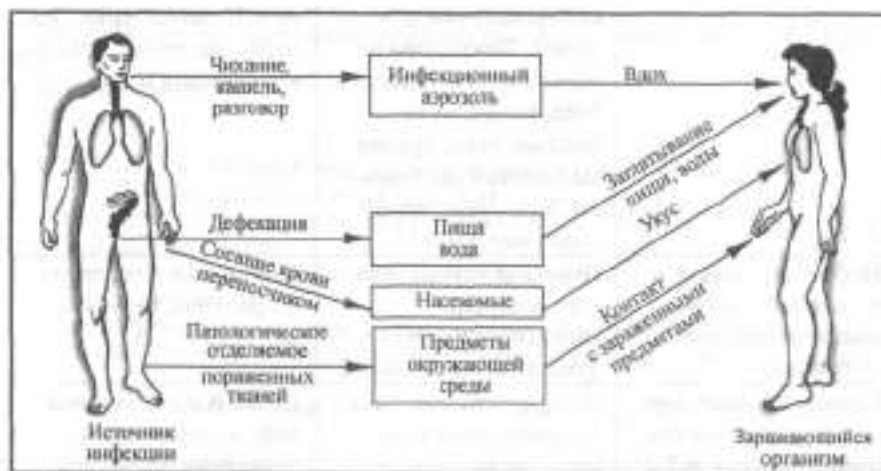 Чихание,
кашель,
разговор
Инфекционный
аэрозоль
Вдох
Заглатывание
пищи, воды
Дефекация
Пища
вода
Укус
Сосание крови
переносчиком
Насекомые
Контакт
с зараженными
предметами
Патологическое
отделяемое
пораженных
тканей
Предметы
окружающей
среды
Источник
инфекции
Заражающийся
организм